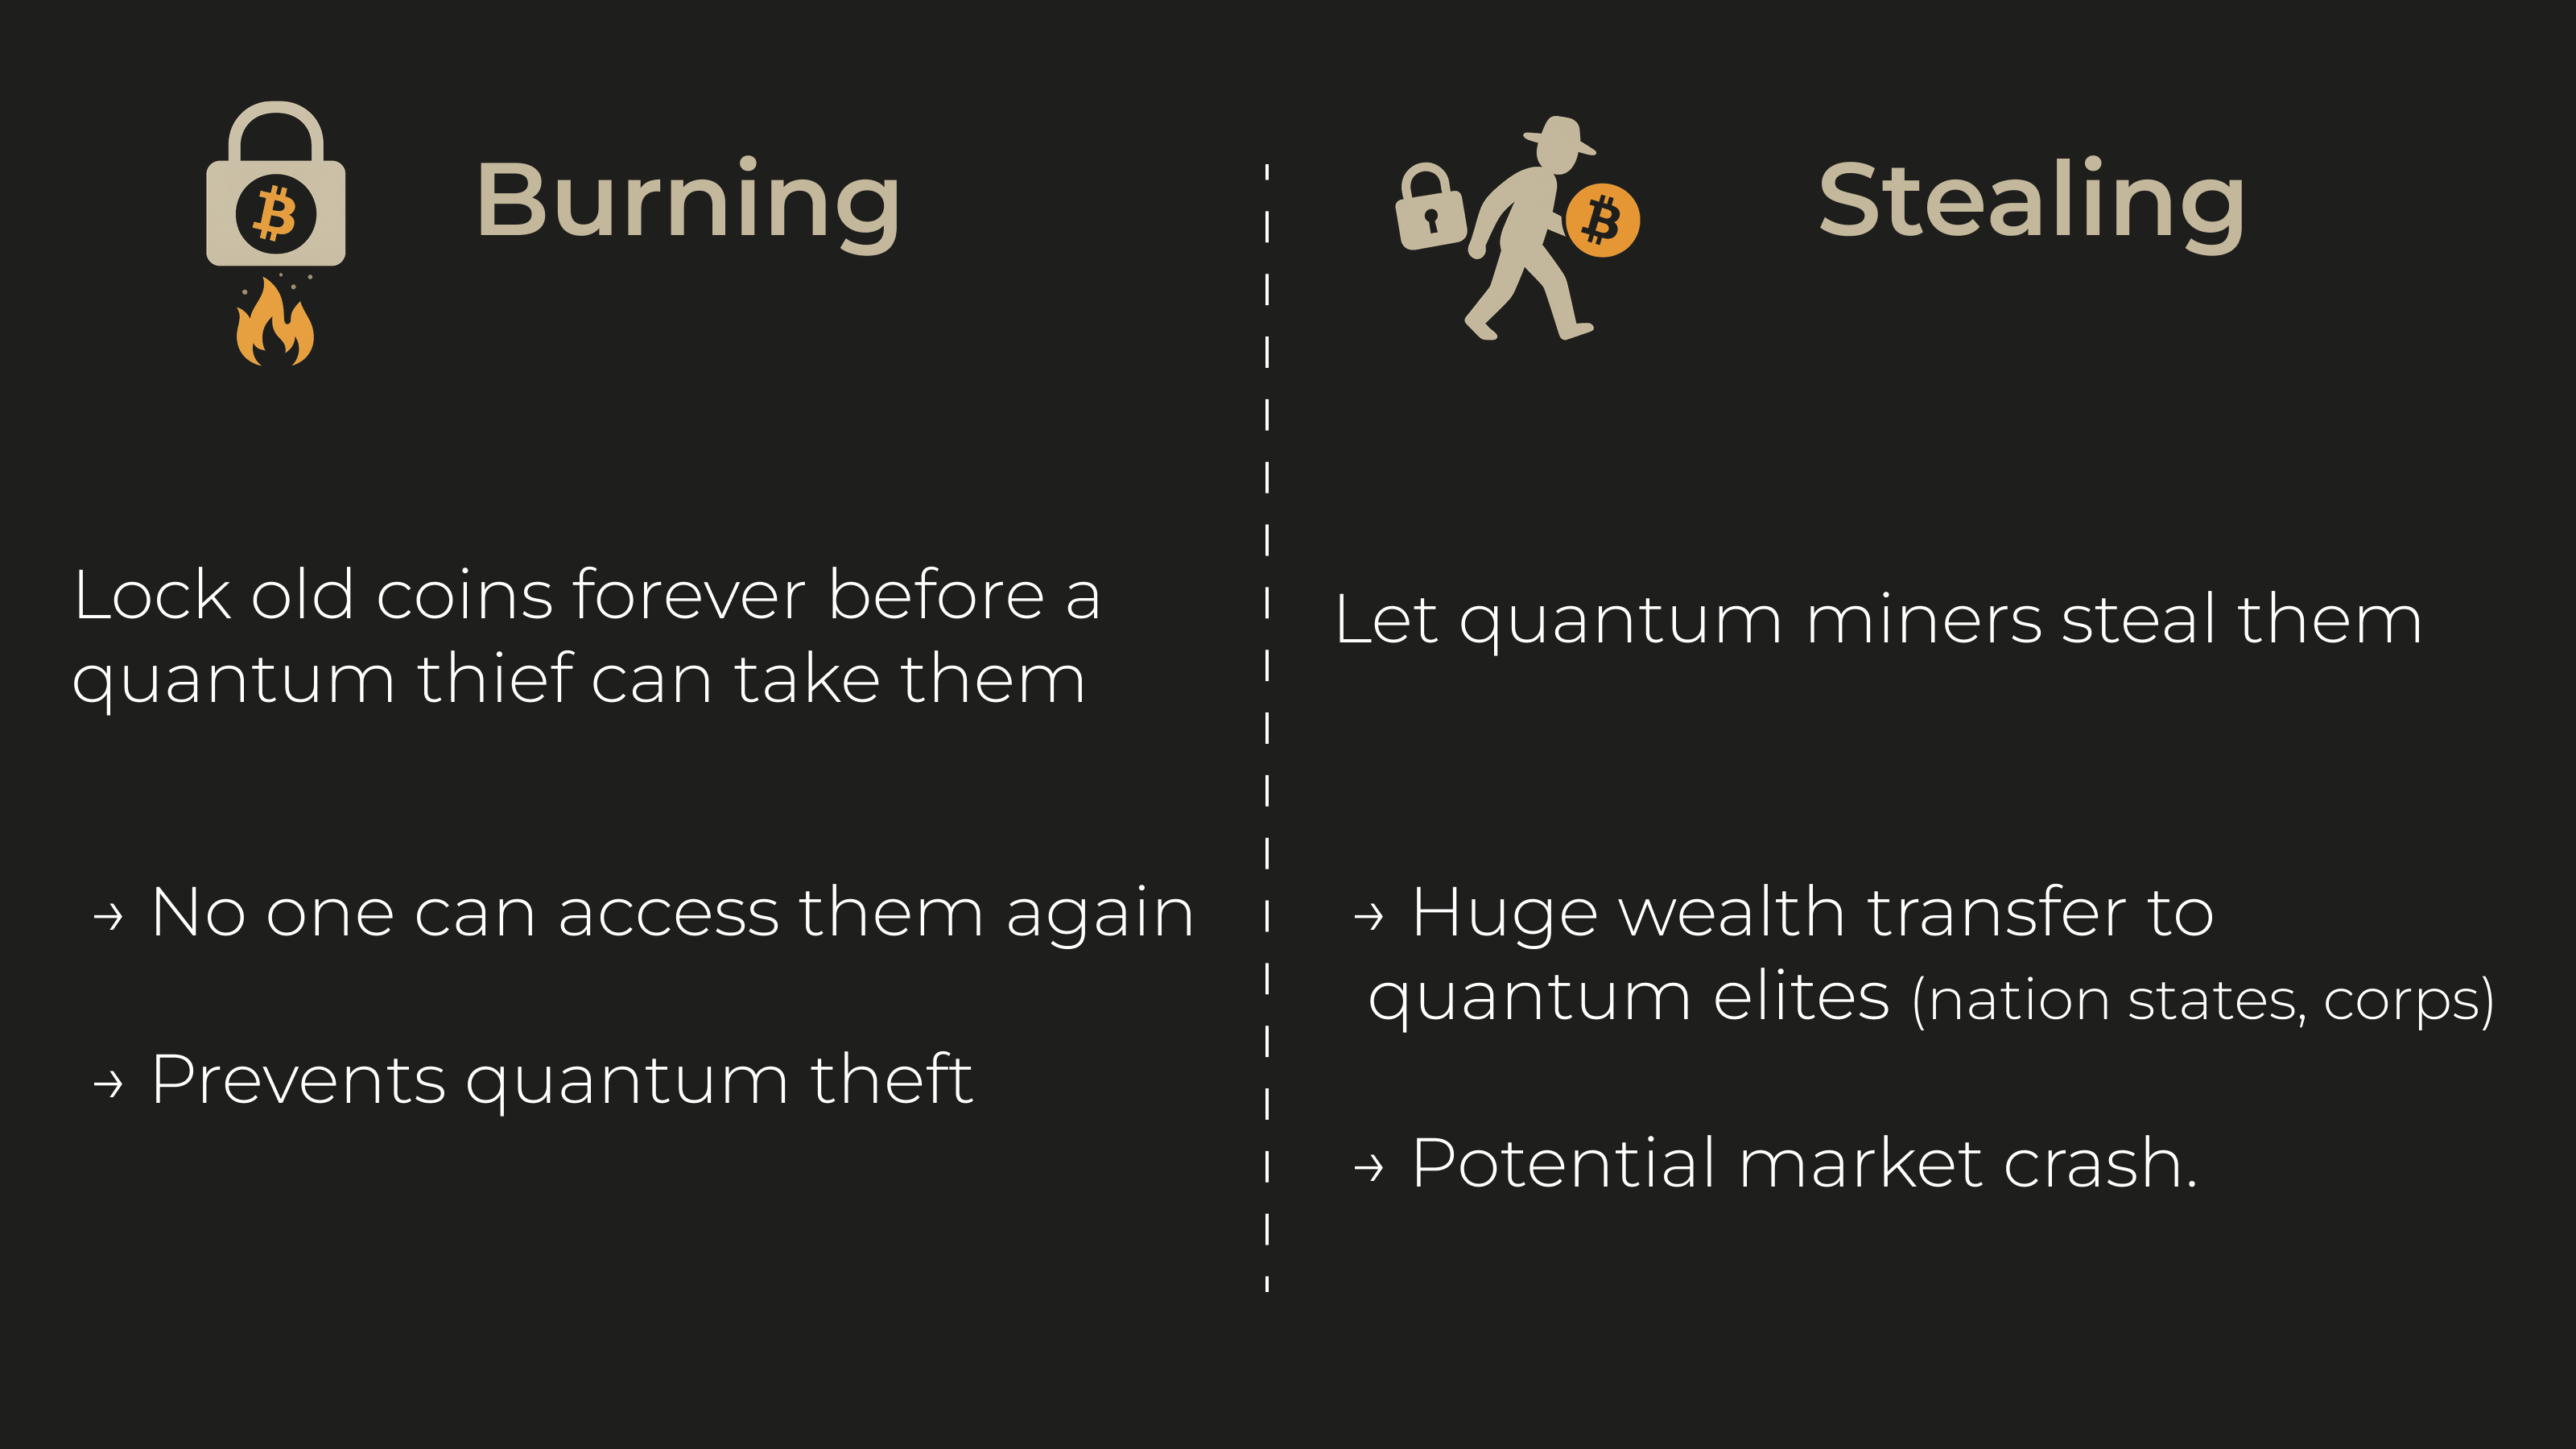 Burning
Lock old coins forever before a
quantum thief can take them
→ No one can access them again
→ Prevents quantum theft
Stealing
Let quantum miners steal them
→ Huge wealth transfer to
quantum elites (nation states, corps)
→ Potential market crash.